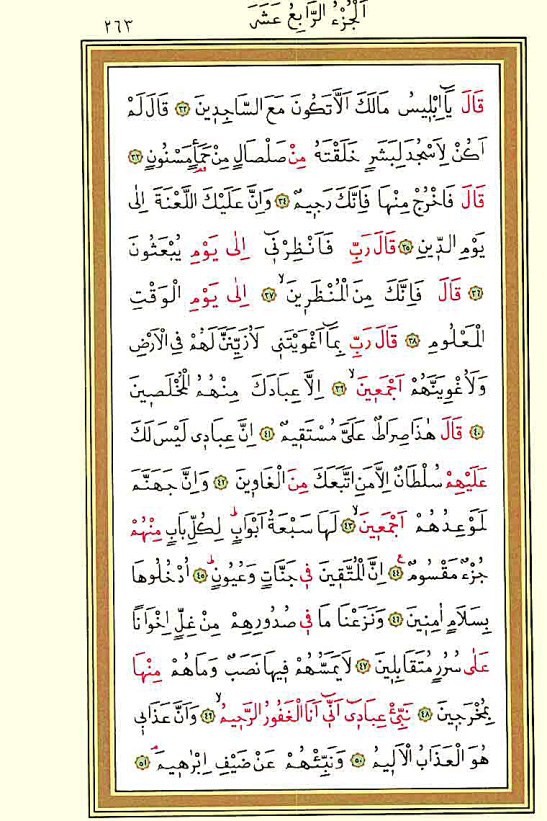 الجزء الرابع عشر
٢٦٣
قَالَ يَٓا اِبْلٖيسُ مَالَكَ اَلَّا تَكُونَ مَعَ السَّاجِدٖينَ ﴿٣٢﴾ قَالَ لَمْ
اَكُنْ لِاَسْجُدَ لِبَشَرٍ خَلَقْتَهُ مِنْ صَلْصَالٍ مِنْ حَمَأٍ مَسْنُونٍ ﴿٣٣﴾
قَالَ فَاخْرُجْ مِنْهَا فَاِنَّكَ رَجٖيمٌ ﴿٣٤﴾ وَاِنَّ عَلَيْكَ اللَّعْنَةَ اِلٰى
يَوْمِ الدّٖينِ ﴿٣٥﴾ قَالَ رَبِّ فَاَنْظِرْنٖٓي اِلٰى يَوْمِ يُبْعَثُونَ
﴿٣٦﴾ قَالَ فَاِنَّكَ مِنَ الْمُنْظَرٖينَۙ ﴿٣٧﴾ اِلٰى يَوْمِ الْوَقْتِ
الْمَعْلُومِ ﴿٣٨﴾ قَالَ رَبِّ بِمَٓا اَغْوَيْتَنٖي لَاُزَيِّنَنَّ لَهُمْ فِي الْاَرْضِ
وَلَاُغْوِيَنَّهُمْ اَجْمَعٖينَۙ ﴿٣٩﴾ اِلَّا عِبَادَكَ مِنْهُمُ الْمُخْلَصٖينَ
﴿٤٠﴾ قَالَ هٰذَا صِرَاطٌ عَلَيَّ مُسْتَقٖيمٌ ﴿٤١﴾ اِنَّ عِبَادٖي لَيْسَ لَكَ
عَلَيْهِمْ سُلْطَانٌ اِلَّا مَنِ اتَّبَعَكَ مِنَ الْغَاوٖينَ ﴿٤٢﴾ وَاِنَّ جَهَنَّمَ
لَمَوْعِدُهُمْ اَجْمَعٖينَۙ ﴿٤٣﴾ لَهَا سَبْعَةُ اَبْوَابٍؕ لِكُلِّ بَابٍ مِنْهُمْ
جُزْءٌ مَقْسُومٌ ﴿٤٤﴾ اِنَّ الْمُتَّقٖينَ فٖي جَنَّاتٍ وَعُيُونٍؕ ﴿٤٥﴾ اُدْخُلُوهَا
بِسَلَامٍ اٰمِنٖينَ ﴿٤٦﴾ وَنَزَعْنَا مَا فٖي صُدُورِهِمْ مِنْ غِلٍّ اِخْوَانًا
عَلٰى سُرُرٍ مُتَقَابِلٖينَ ﴿٤٧﴾ لَا يَمَسُّهُمْ فٖيهَا نَصَبٌ وَمَا هُمْ مِنْهَا
بِمُخْرَجٖينَ ﴿٤٨﴾ نَبِّئْ عِبَادٖٓي اَنّٖٓي اَنَا الْغَفُورُ الرَّحٖيمُۙ ﴿٤٩﴾ وَاَنَّ عَذَابٖي
هُوَ الْعَذَابُ الْاَلٖيمُ ﴿٥٠﴾ وَنَبِّئْهُمْ عَنْ ضَيْفِ اِبْرٰهٖيمَۘ ﴿٥١﴾